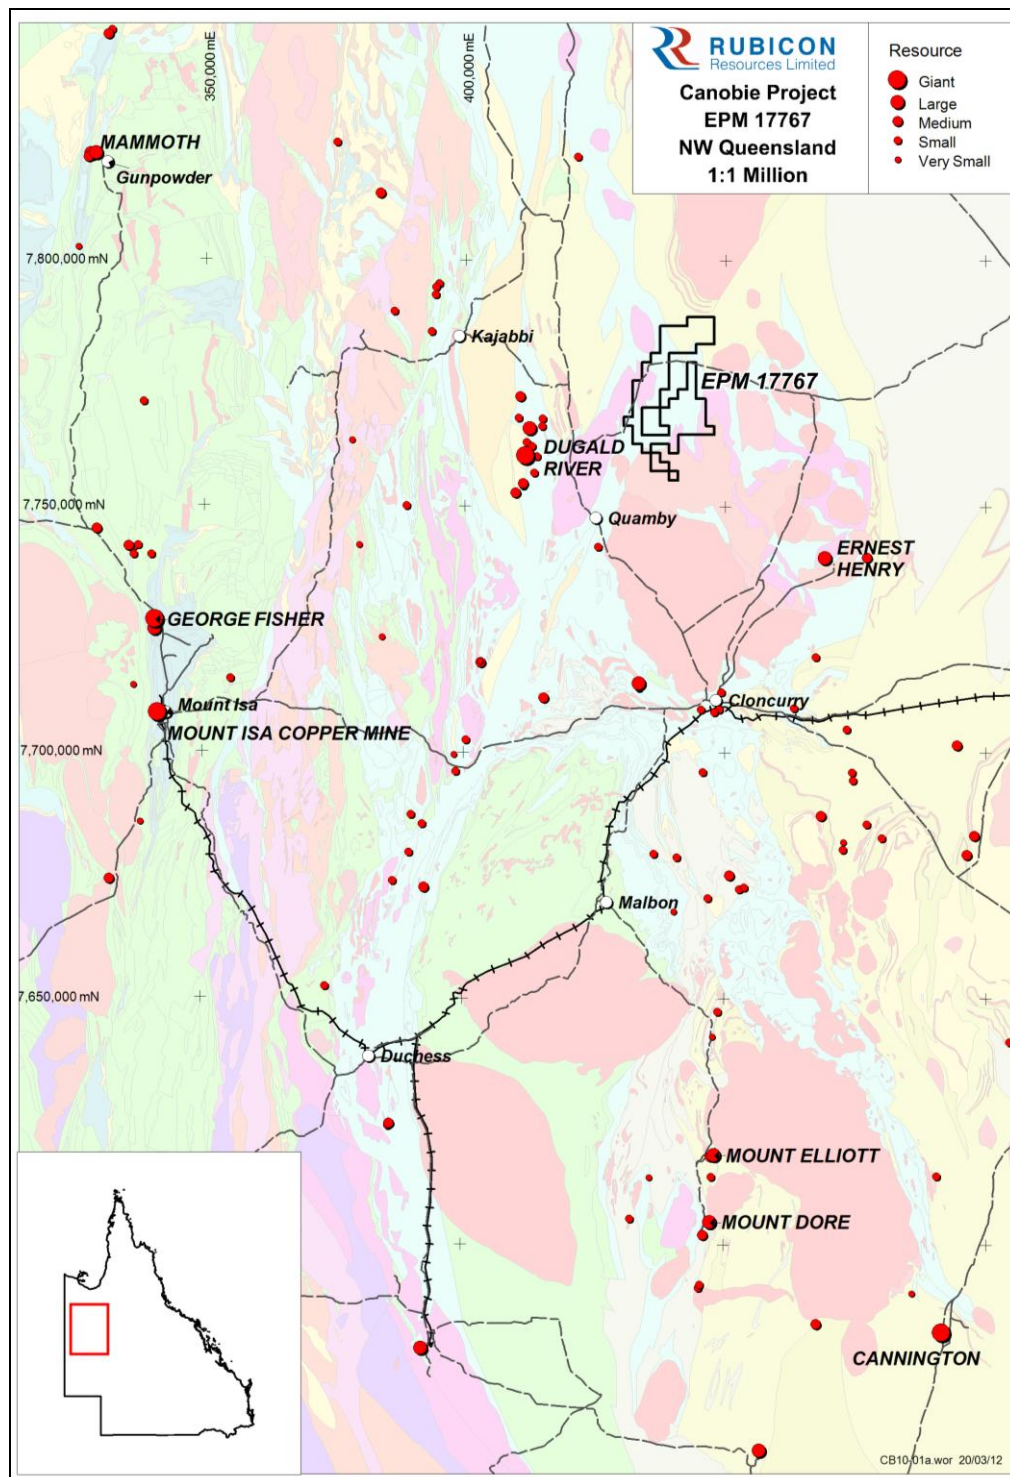 RUBICON
Resources Limited
Canobie Project
EPM 17767
NW Queensland
1:1 Million
Resource
Giant
Large
Medium
Small
Very Small
350,000 mE
400,000 mE
MAMMOTH
Gunpowder
7,800,000 mN
Kajabbi
EPM 17767
DUGALD
RIVER
7,750,000 mN
Quamby
ERNEST
HENRY
GEORGE FISHER
Mount Isa
MOUNT ISA COPPER MINE
Cloncurry
7,700,000 mN
Malbon
7,650,000 mN
Duchess
MOUNT ELLIOTT
MOUNT DORE
CANNINGTON
CB10-01a.wor 20/03/12